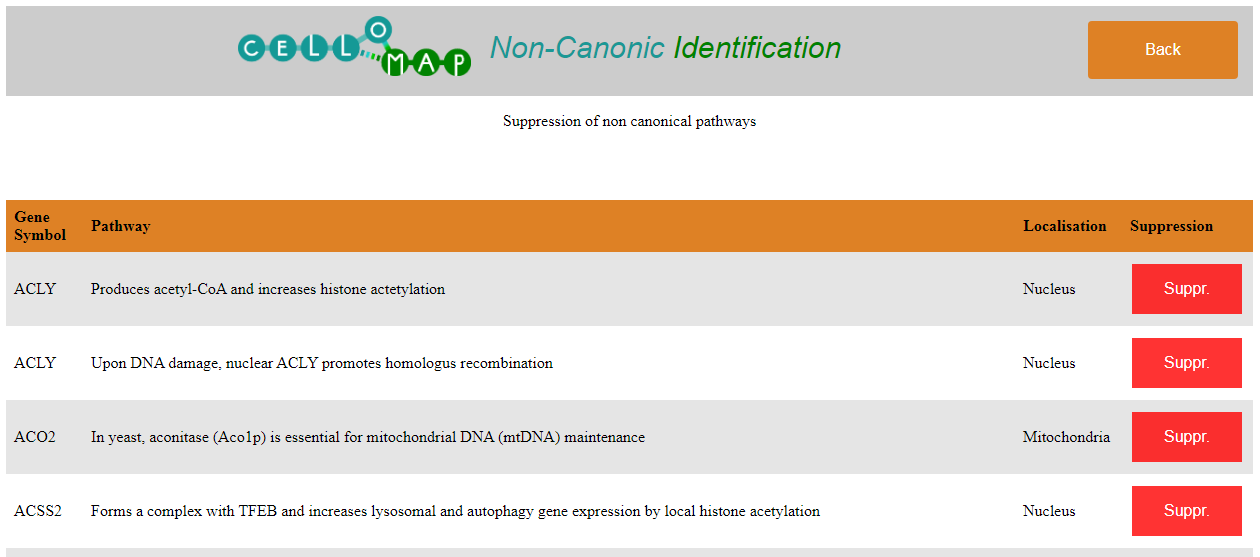 CELLO MAP Non-Canonic Identification Back
Suppression of non canonical pathways
Gene Symbol Pathway Localisation Suppression
ACLY Produces acetyl-CoA and increases histone actetylation Nucleus Suppr.
ACLY Upon DNA damage, nuclear ACLY promotes homologus recombination Nucleus Suppr.
ACO2 In yeast, aconitase (Aco1p) is essential for mitochondrial DNA (mtDNA) maintenance Mitochondria Suppr.
ACSS2 Forms a complex with TFEB and increases lysosomal and autophagy gene expression by local histone acetylation Nucleus Suppr.